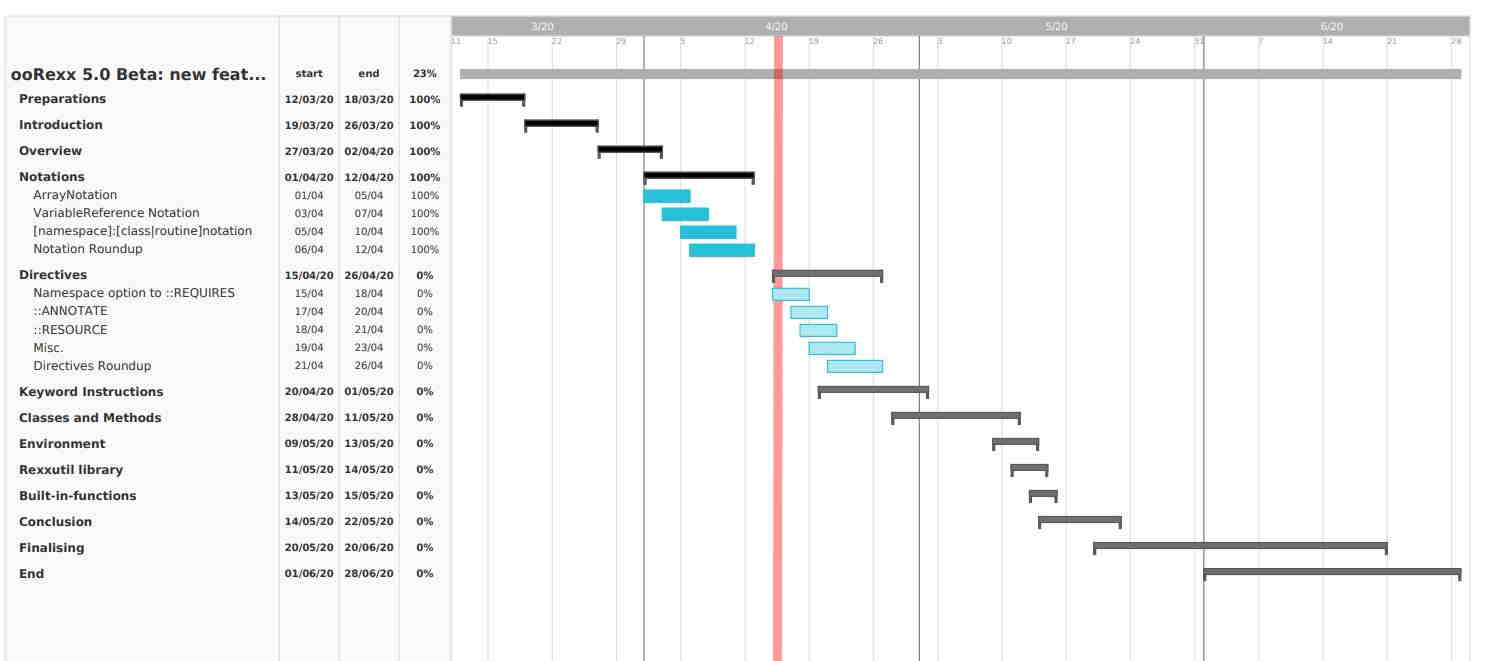 3/20 4/20 5/20 6/20
11 15 22 29 5 12 19 26 3 10 17 24 31 7 14 21 28
ooRexx 5.0 Beta: new feat... start end 23%
Preparations 12/03/20 18/03/20 100%
Introduction 19/03/20 26/03/20 100%
Overview 27/03/20 02/04/20 100%
Notations 01/04/20 12/04/20 100%
ArrayNotation 01/04 05/04 100%
VariableReference Notation 03/04 07/04 100%
[namespace]:[class|routine]notation 05/04 10/04 100%
Notation Roundup 06/04 12/04 100%
Directives 15/04/20 26/04/20 0%
Namespace option to ::REQUIRES 15/04 18/04 0%
::ANNOTATE 17/04 20/04 0%
::RESOURCE 18/04 21/04 0%
Misc. 19/04 23/04 0%
Directives Roundup 21/04 26/04 0%
Keyword Instructions 20/04/20 01/05/20 0%
Classes and Methods 28/04/20 11/05/20 0%
Environment 09/05/20 13/05/20 0%
Rexxutil library 11/05/20 14/05/20 0%
Built-in-functions 13/05/20 15/05/20 0%
Conclusion 14/05/20 22/05/20 0%
Finalising 20/05/20 20/06/20 0%
End 01/06/20 28/06/20 0%